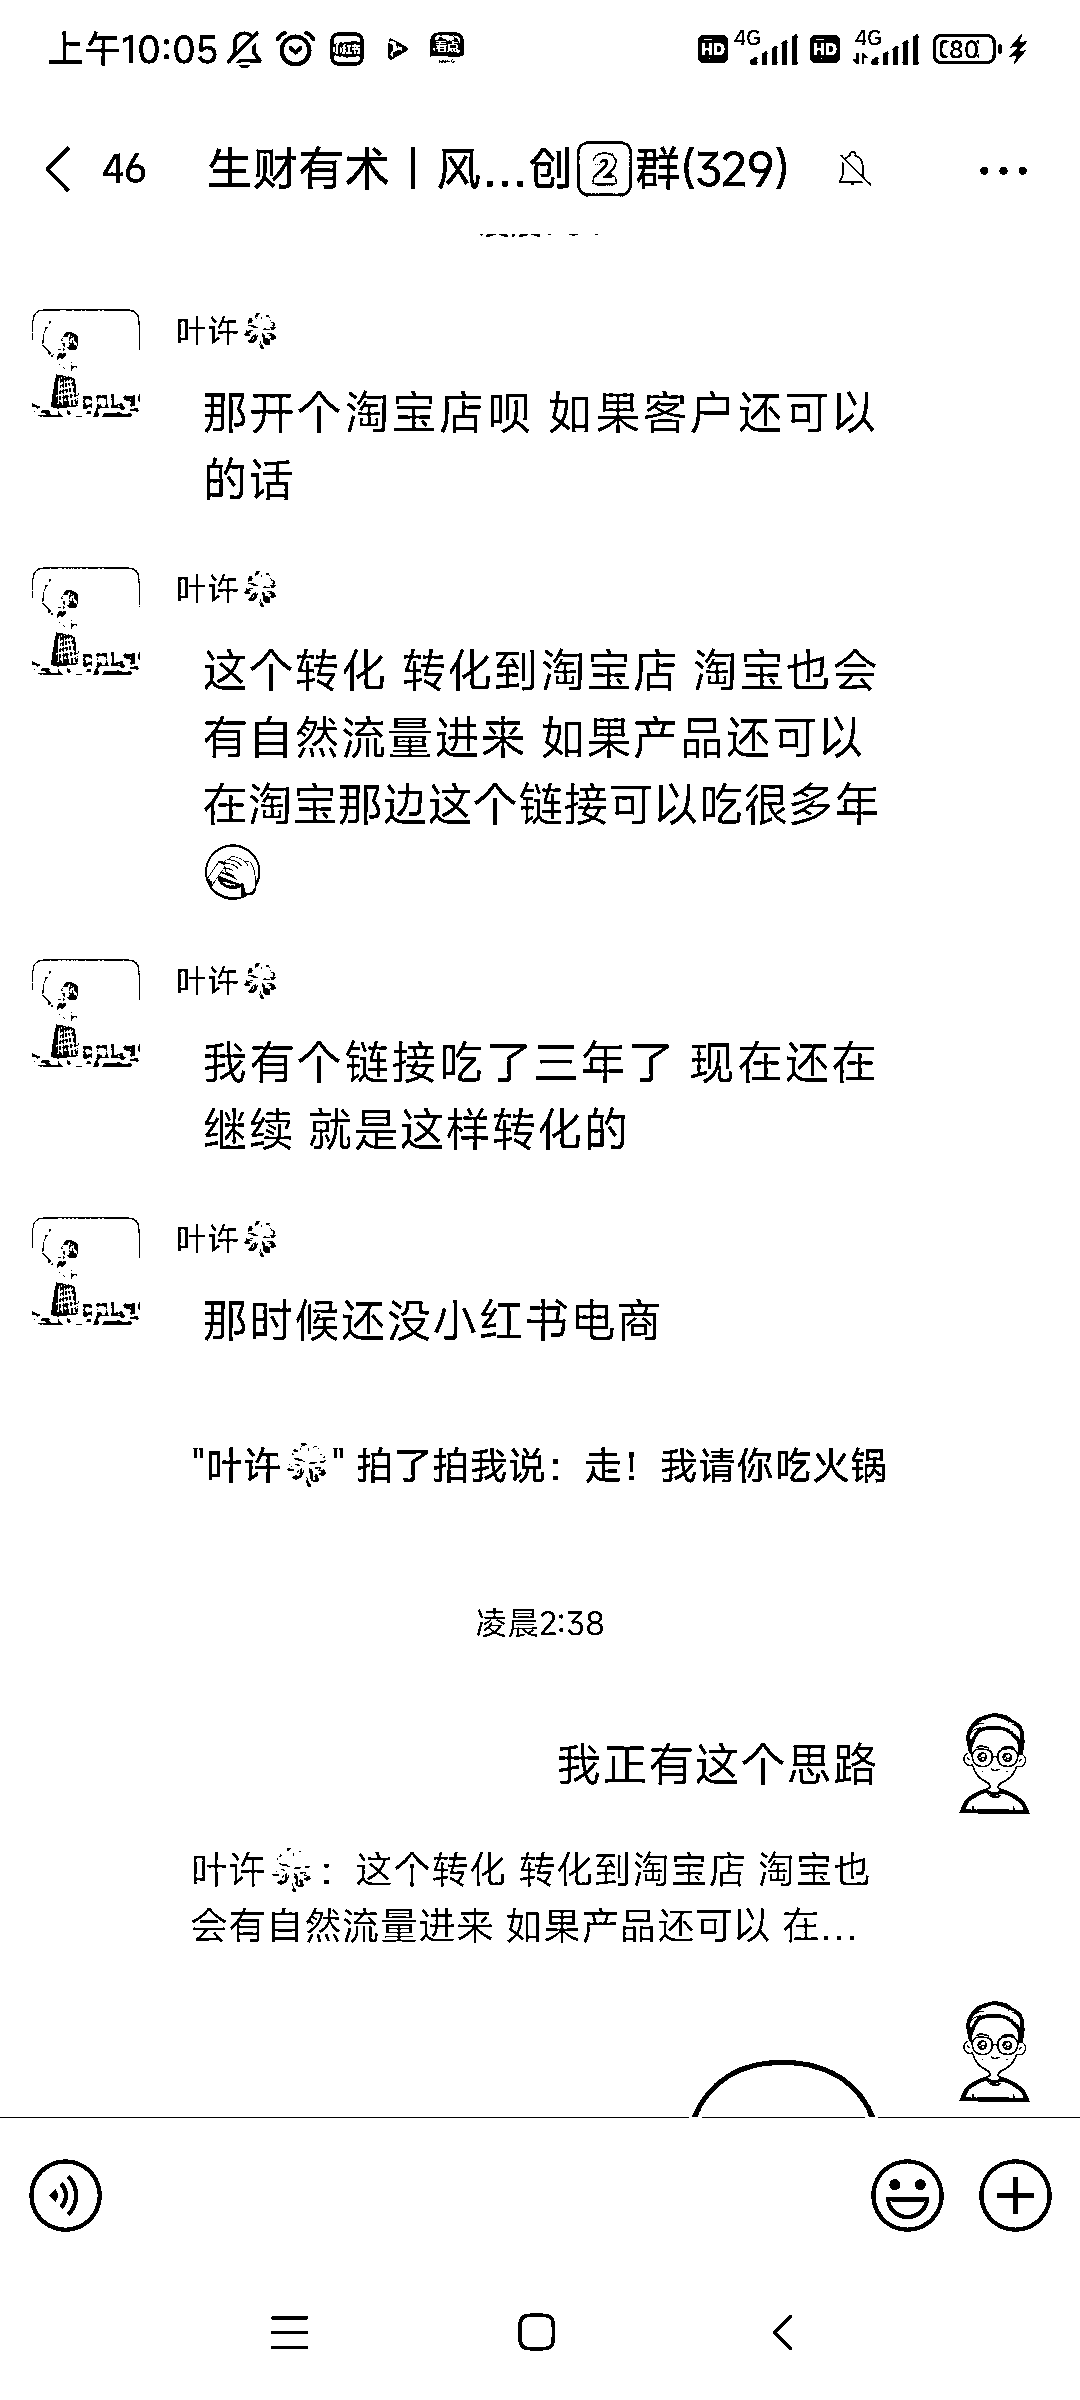 上午10:05 HD 4G HD 4G 80
46 生财有术丨风...创2群(329)
叶许
那开个淘宝店呗 如果客户还可以
的话
叶许
这个转化 转化到淘宝店 淘宝也会
有自然流量进来 如果产品还可以
在淘宝那边这个链接可以吃很多年
叶许
我有个链接吃了三年了 现在还在
继续 就是这样转化的
叶许
那时候还没小红书电商
"叶许" 拍了拍我说：走！我请你吃火锅
凌晨2:38
我正有这个思路
叶许：这个转化 转化到淘宝店 淘宝也
会有自然流量进来 如果产品还可以 在...